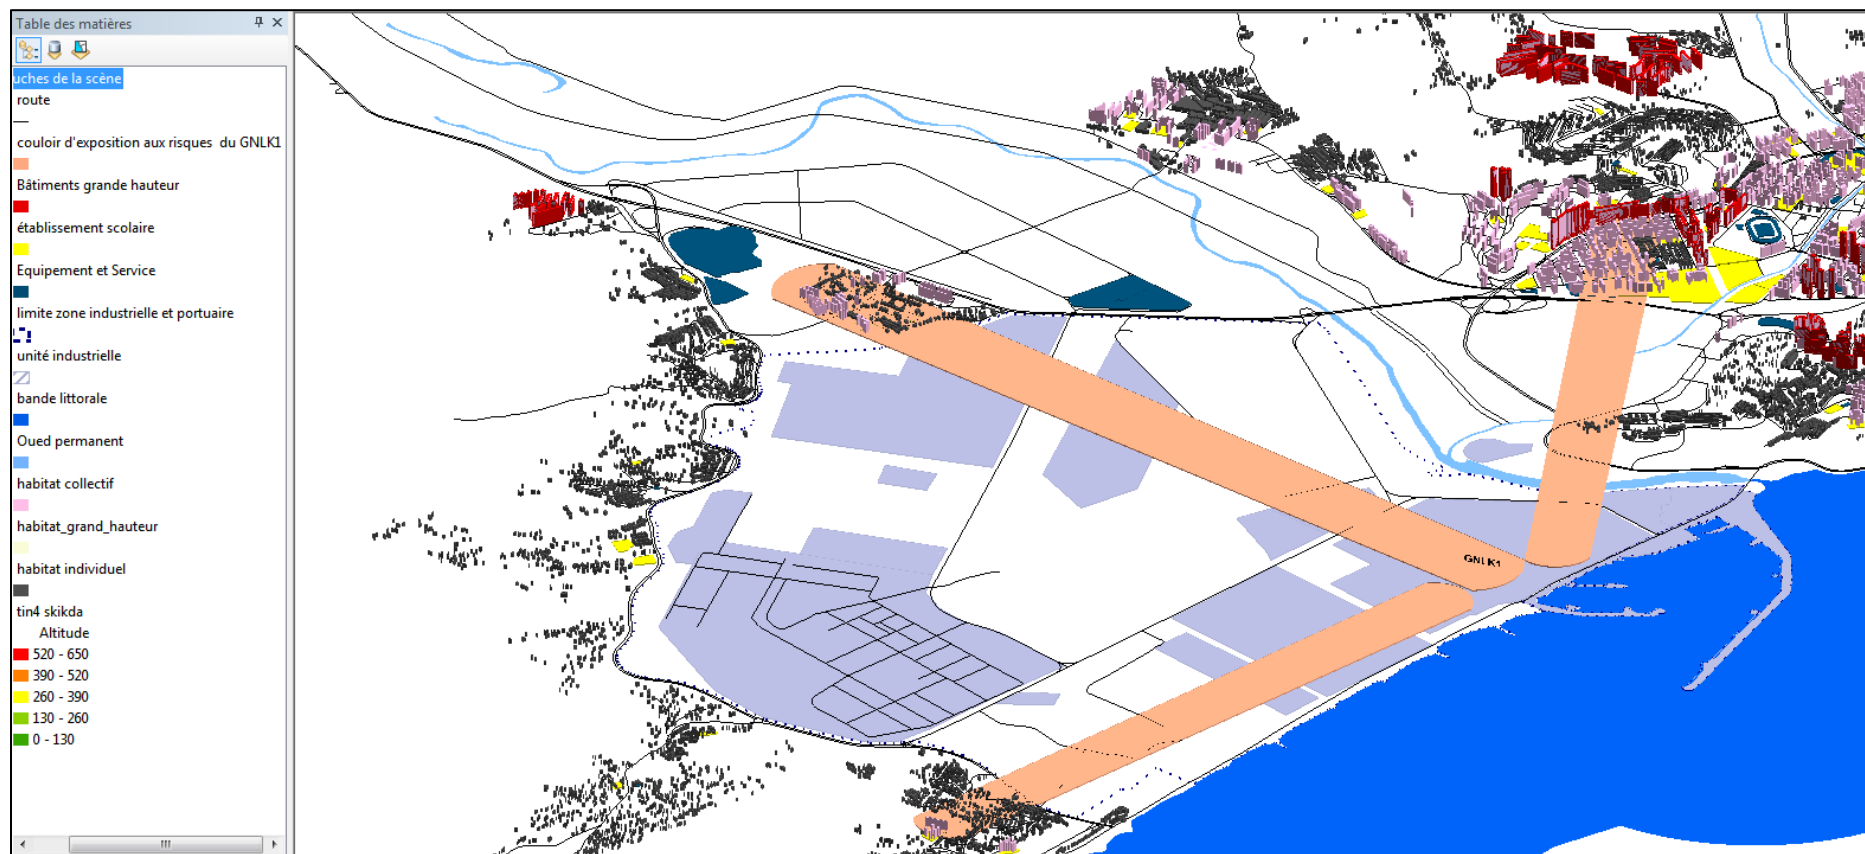 Table des matières
uches de la scène
route
couloir d'exposition aux risques du GNLK1
Bâtiments grande hauteur
établissement scolaire
Equipement et Service
limite zone industrielle et portuaire
unité industrielle
bande littorale
Oued permanent
habitat collectif
habitat_grand_hauteur
habitat individuel
tin4 skikda
Altitude
520 - 650
390 - 520
260 - 390
130 - 260
0 - 130
GNLK1